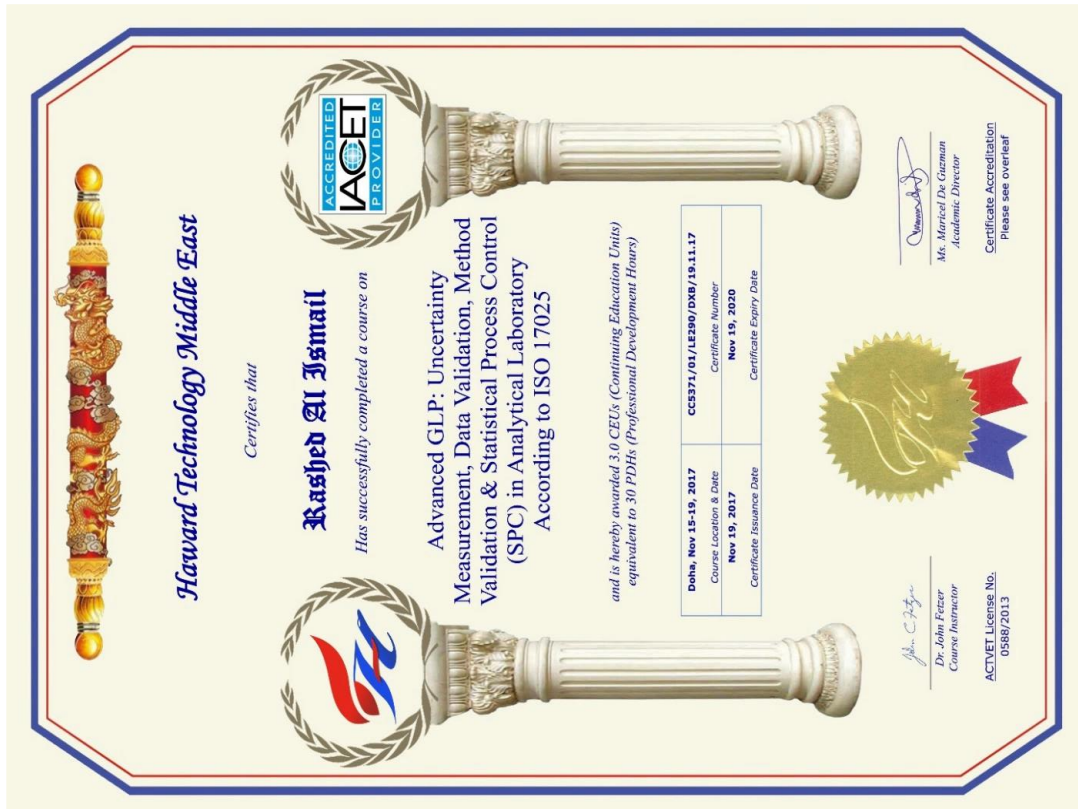 Haward Technology Middle East
Certifies that
Rashed Al Ismail
Has successfully completed a course on
Advanced GLP: Uncertainty
Measurement, Data Validation, Method
Validation & Statistical Process Control
(SPC) in Analytical Laboratory
According to ISO 17025
ACCREDITED
IACET
PROVIDER
and is hereby awarded 3.0 CEUs (Continuing Education Units)
equivalent to 30 PDHs (Professional Development Hours)
Doha, Nov 15-19, 2017
CC5371/01/LE290/DXB/19.11.17
Course Location & Date
Certificate Number
Nov 19, 2017
Nov 19, 2020
Certificate Issuance Date
Certificate Expiry Date
John C. Fetzer
Dr. John Fetzer
Course Instructor
ACTVET License No.
0588/2013
Ms. Maricel De Guzman
Academic Director
Certificate Accreditation
Please see overleaf